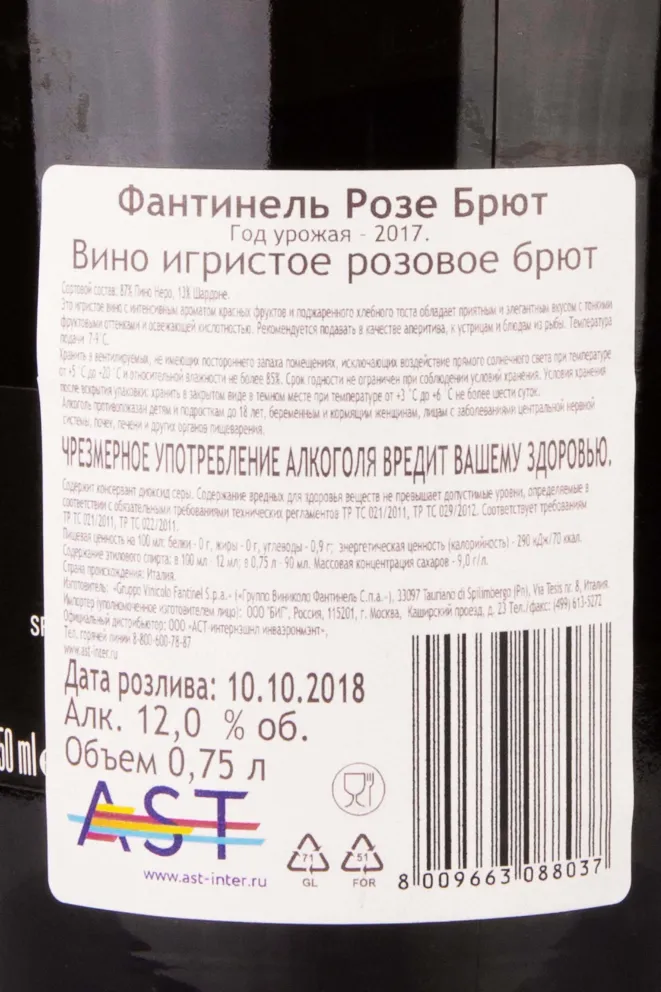 Фантинель Розе Брют
Год урожая - 2017.
Вино игристое розовое брют
Сортовой состав: 87% Пино Неро, 13% Шардоне.
Это игристое вино с интенсивным ароматом красных фруктов и поджаренного хлебного тоста обладает приятным и элегантным вкусом с тонкими
фруктовыми оттенками и освежающей кислотностью. Рекомендуется подавать в качестве аперитива, к устрицам и блюдам из рыбы. Температура
подачи 7-9°С.
Хранить в вентилируемых, не имеющих постороннего запаха помещениях, исключающих воздействие прямого солнечного света при температуре
от +5 °С до +20 °С и относительной влажности не более 85%. Срок годности не ограничен при соблюдении условий хранения. Условия хранения
после вскрытия упаковки: хранить в закрытом виде в темном месте при температуре от +3 °С до +6 °С не более шести суток.
Алкоголь противопоказан детям и подросткам до 18 лет, беременным и кормящим женщинам, лицам с заболеваниями центральной нервной
системы, почек, печени и других органов пищеварения.
ЧРЕЗМЕРНОЕ УПОТРЕБЛЕНИЕ АЛКОГОЛЯ ВРЕДИТ ВАШЕМУ ЗДОРОВЬЮ.
Содержит консервант диоксид серы. Содержание вредных для здоровья веществ не превышает допустимые уровни, определяемые в
соответствии с обязательными требованиями технических регламентов ТР ТС 021/2011, ТР ТС 029/2012. Соответствует требованиям
ТР ТС 021/2011, ТР ТС 022/2011.
Пищевая ценность на 100 мл: белки - 0 г, жиры - 0 г, углеводы - 0,9 г; энергетическая ценность (калорийность) - 290 кДж/70 ккал.
Содержание этилового спирта: в 100 мл - 12 мл; в 0,75 л - 90 мл. Массовая концентрация сахаров - 9,0 г/л.
Страна происхождения: Италия.
Изготовитель: «Gruppo Vinicolo Fantinel S.p.a.» («Группо Виниколо Фантинель С.п.а.»), 33097 Tauriano di Spilimbergo (Pn), Via Tesis nr. 8, Италия.
Импортер (уполномоченное изготовителем лицо): ООО "БИГ", Россия, 115201, г. Москва, Каширский проезд, д. 23 Тел./факс: (499) 613-5272
Официальный дистрибьютор: ООО «АСТ-интернэшнл инваэронмэнт»,
Тел. горячей линии 8-800-600-78-87
www.ast-inter.ru
Дата розлива: 10.10.2018
Алк. 12,0 % об.
Объем 0,75 л
AST
www.ast-inter.ru
71
GL
51
FOR
8 009663 088037
50 ml